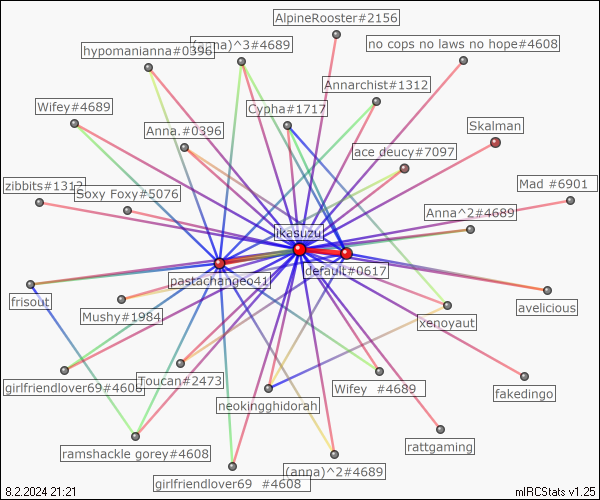 AlpineRooster#2156
hypomanianna#0396
(anna)^3#4689
no cops no laws no hope#4608
Annarchist#1312
Wifey#4689
Cypha#1717
Anna.#0396
Skalman
ace deucy#7097
zibbits#1312
Soxy Foxy#5076
Mad #6901
Anna^2#4689
ikasuzu
default#0617
pastachangeo41
frisout
avelicious
Mushy#1984
xenoyaut
girlfriendlover69#4608
Toucan#2473
Wifey #4689
fakedingo
neokingghidorah
ramshackle gorey#4608
rattgaming
(anna)^2#4689
girlfriendlover69 #4608
8.2.2024 21:21
mIRCStats v1.25